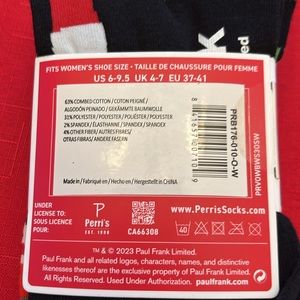 K
FITS WOMEN'S SHOE SIZE - TAILLE DE CHAUSSURE POUR FEMME
US 6-9.5 UK 4-7 EU 37-41
63% COMBED COTTON / COTON PEIGNÉ /
ALGODÓN PEINADO / GEKÄMMTE BAUMWOLLE
31% POLYESTER / POLYESTER / POLIÉSTER / POLYESTER
2% SPANDEX / ÉLASTHANNE / SPANDEX / SPANDEX
4% OTHER FIBER / AUTRES FIBRES /
OTRAS FIBRAS / ANDERE FASERN
Made in / Fabriqué en / Hecho en / Hergestellt in CHINA
PRB176-010-O-W
PRVOWBWS305W
UNDER
LICENSE TO /
SOUS LICENCE
POUR :
Perri's
EST. 1980
CA66308
www.PerrisSocks.com
40
™ & © 2023 Paul Frank Limited.
Paul Frank and all related logos, characters, names, and distinctive
likenesses thereof are the exclusive property of Paul Frank Limited.
All Rights Reserved. Used Under Authorization.